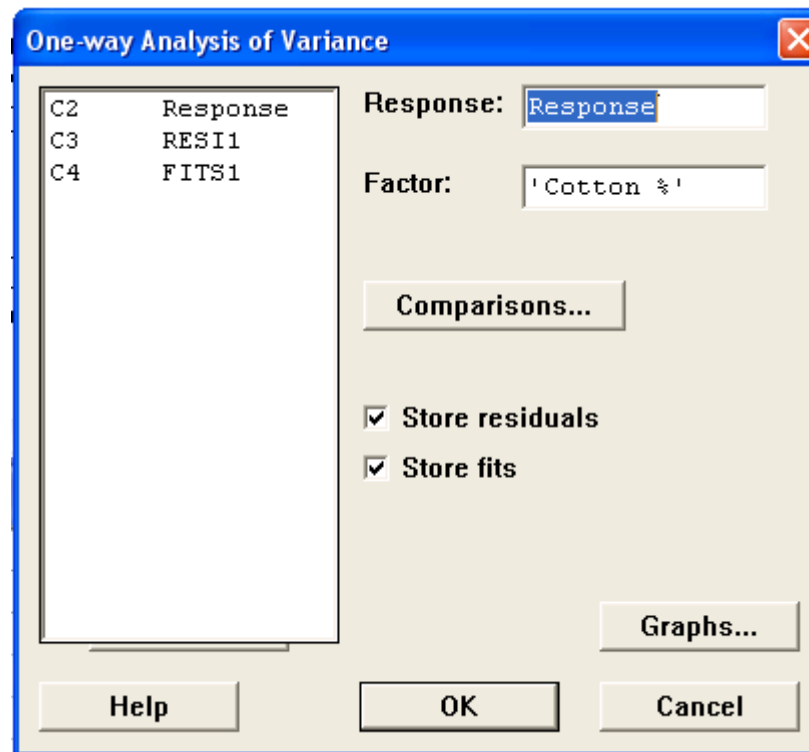 One-way Analysis of Variance
C2 Response
C3 RESI1
C4 FITS1
Response: Response
Factor: 'Cotton %'
Comparisons...
Store residuals
Store fits
Graphs...
Help
OK
Cancel